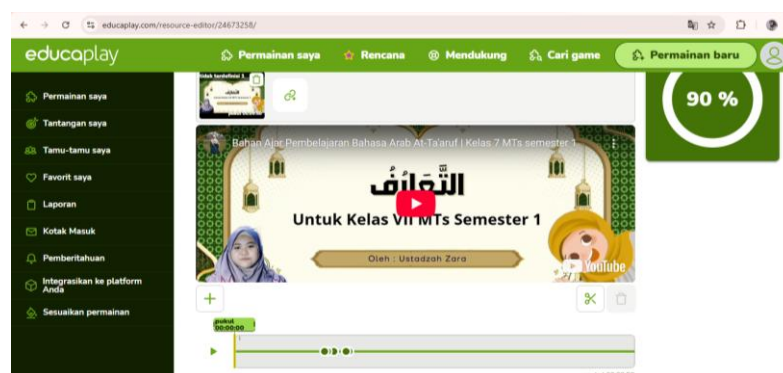 educaplay.com/resource-editor/24673258/
educaplay
Permainan saya
Rencana
Mendukung
Cari game
Permainan baru
Permainan saya
Tantangan saya
Tamu-tamu saya
Favorit saya
Laporan
Kotak Masuk
Pemberitahuan
Integrasikan ke platform
Anda
Sesuaikan permainan
90 %
Bahan Ajar Pembelajaran Bahasa Arab At-Ta'aruf | Kelas 7 MTs semester 1
التَّعَارُفُ
Untuk Kelas VII MTs Semester 1
Oleh : Ustadzah Zara
YouTube
pukul
00:00:00
1